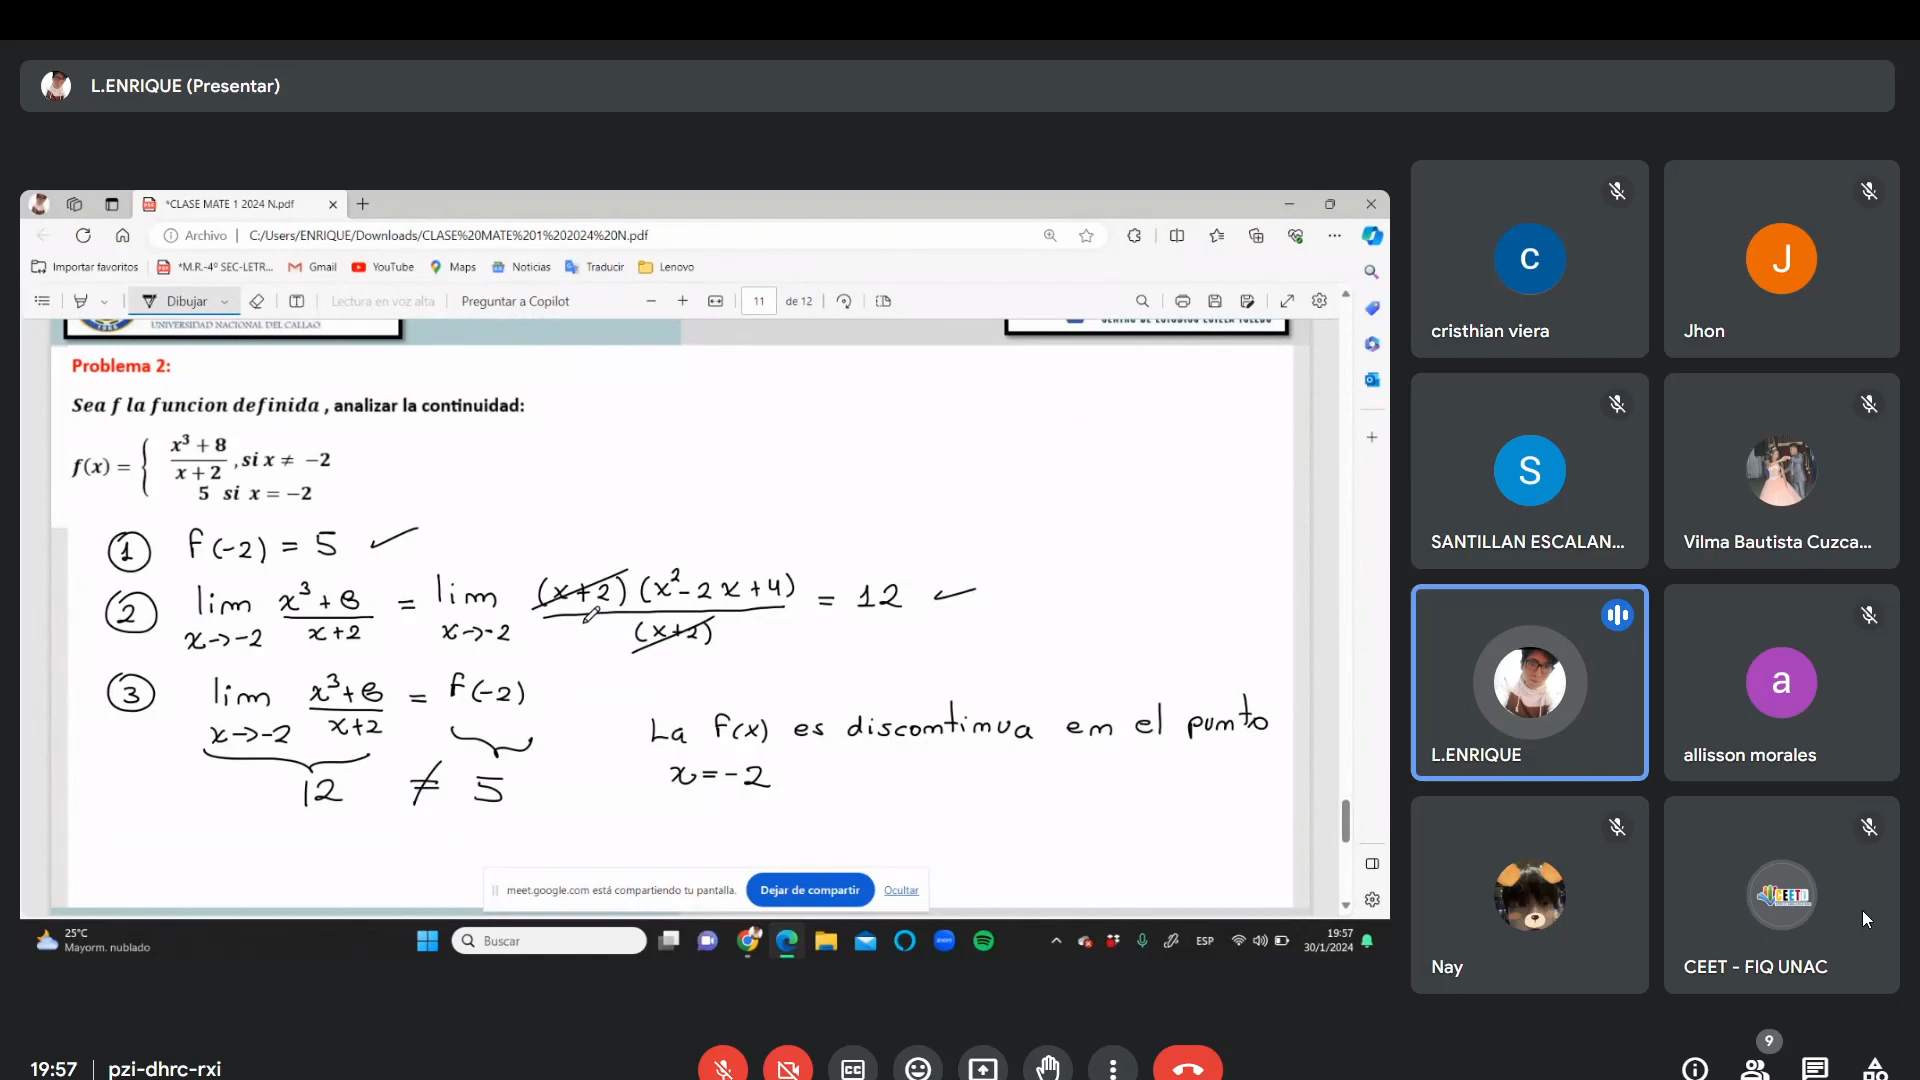 L.ENRIQUE (Presentar)
*CLASE MATE 1 2024 N.pdf
Archivo | C:/Users/ENRIQUE/Downloads/CLASE%20MATE%201%202024%20N.pdf
Importar favoritos *M.R.-4º SEC-LETR... Gmail YouTube Maps Noticias Traducir Lenovo
Dibujar Lectura en voz alta Preguntar a Copilot 11 de 12
UNIVERSIDAD NACIONAL DEL CALLAO
Problema 2:
Sea f la funcion definida , analizar la continuidad:
f(x) = { x³ + 8 / x + 2 , si x ≠ −2
5 si x = −2
① f(-2) = 5 ✓
② lim x→-2 x³+8 / x+2 = lim x→-2 (x+2)(x²-2x+4) / (x+2) = 12 ✓
③ lim x→-2 x³+8 / x+2 = f(-2)
12 ≠ 5
La f(x) es discontinua en el punto
x = -2
meet.google.com está compartiendo tu pantalla. Dejar de compartir Ocultar
25°C
Mayorm. nublado
Buscar
ESP
19:57
30/1/2024
c
cristhian viera
J
Jhon
S
SANTILLAN ESCALAN...
Vilma Bautista Cuzca...
L.ENRIQUE
a
allisson morales
Nay
CEET
CEET - FIQ UNAC
19:57 | pzi-dhrc-rxi
CC
9